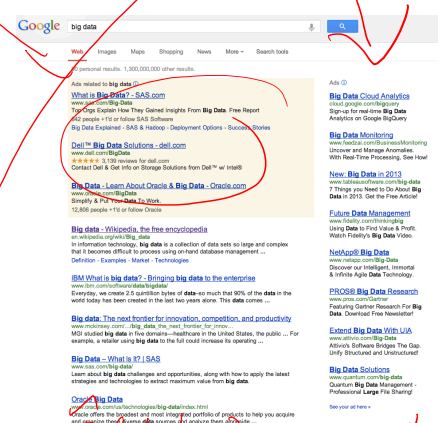 Google big data
Web Images Maps Shopping News More Search tools
personal results. 1,300,000,000 other results.
Ads related to big data
What is Big Data? - SAS.com
www.sas.com/Big-Data
Top Orgs Explain How They Gained Insights From Big Data. Free Report
842 people +1'd or follow SAS Software
Big Data Explained - SAS & Hadoop - Deployment Options - Success Stories
Dell™ Big Data Solutions - dell.com
www.dell.com/BigData
★★★★★ 3,139 reviews for dell.com
Contact Dell & Get Info on Storage Solutions from Dell™ w/ Intel®
Big Data - Learn About Oracle & Big Data - Oracle.com
www.oracle.com/BigData
Simplify & Put Your Data To Work.
12,808 people +1'd or follow Oracle
Big data - Wikipedia, the free encyclopedia
en.wikipedia.org/wiki/Big_data
In information technology, big data is a collection of data sets so large and complex
that it becomes difficult to process using on-hand database management ...
Definition - Examples - Market - Technologies
IBM What is big data? - Bringing big data to the enterprise
www.ibm.com/software/data/bigdata/
Everyday, we create 2.5 quintillion bytes of data–so much that 90% of the data in the
world today has been created in the last two years alone. This data comes ...
Big data: The next frontier for innovation, competition, and productivity
www.mckinsey.com/.../big_data_the_next_frontier_for_innov...
MGI studied big data in five domains—healthcare in the United States, the public ... For
example, a retailer using big data to the full could increase its operating ...
Big Data – What Is It? | SAS
www.sas.com/big-data/
Learn about big data challenges and opportunities, along with how to apply the latest
strategies and technologies to extract maximum value from big data.
Oracle Big Data
www.oracle.com/us/technologies/big-data/index.html
Oracle offers the broadest and most integrated portfolio of products to help you acquire
and organize these diverse data sources and analyze them alongside ...
Ads
Big Data Cloud Analytics
cloud.google.com/bigquery
Sign-up for real-time Big Data
Analytics on Google BigQuery
Big Data Monitoring
www.feedzai.com/BusinessMonitoring
Uncover and Manage Anomalies.
With Real-Time Processing, See How!
New: Big Data in 2013
www.tableausoftware.com/big-data
7 Things you Need to Do About Big
Data in 2013. Get the Free Article!
Future Data Management
www.fidelity.com/thinkingbig
Using Data to Find Value & Profit.
Watch Fidelity's Big Data Video.
NetApp® Big Data
www.netapp.com/Big-Data
Discover our Intelligent, Immortal
& Infinite Agile Data Technology.
PROS® Big Data Research
www.pros.com/Gartner
Featuring Gartner Research For Big
Data. Download Free Newsletter!
Extend Big Data With UIA
www.attivio.com/Big-Data
Attivio's Software Bridges The Gap.
Unify Structured and Unstructured!
Big Data Solutions
www.quantum.com/big-data
Quantum Big Data Management -
Professional Large File Sharing!
See your ad here »